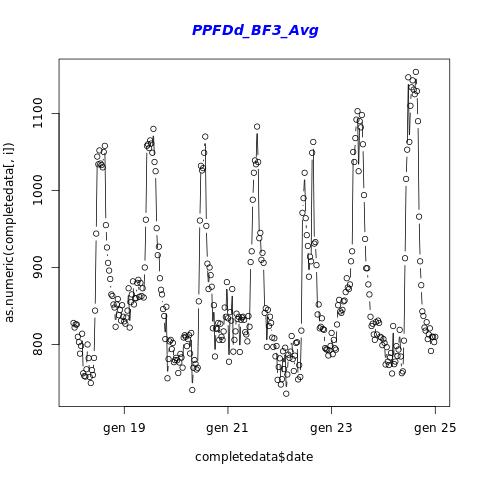 PPFDd_BF3_Avg
as.numeric(completedata[, i])
1100
1000
900
800
gen 19
gen 21
gen 23
gen 25
completedata$date